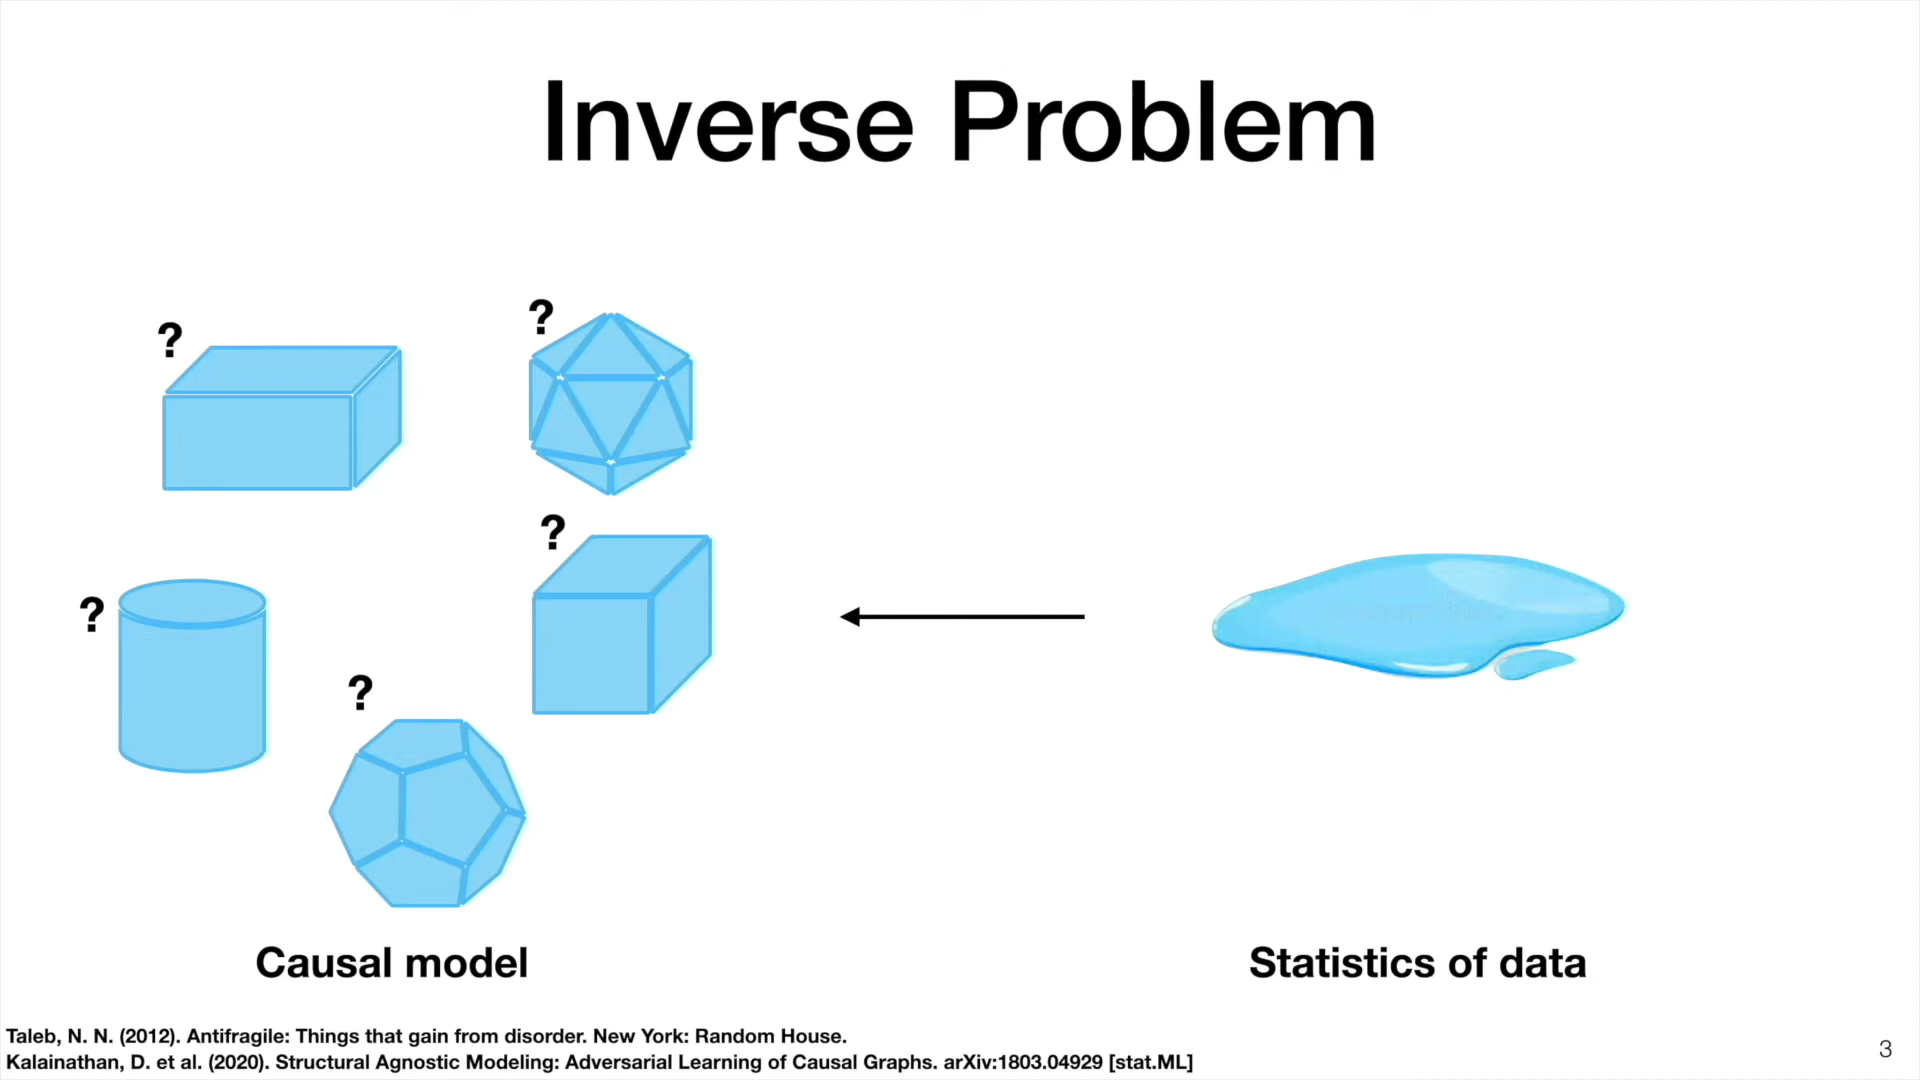 Inverse Problem
?
?
?
?
?
Causal model
Statistics of data
Taleb, N. N. (2012). Antifragile: Things that gain from disorder. New York: Random House.
Kalainathan, D. et al. (2020). Structural Agnostic Modeling: Adversarial Learning of Causal Graphs. arXiv:1803.04929 [stat.ML]
3